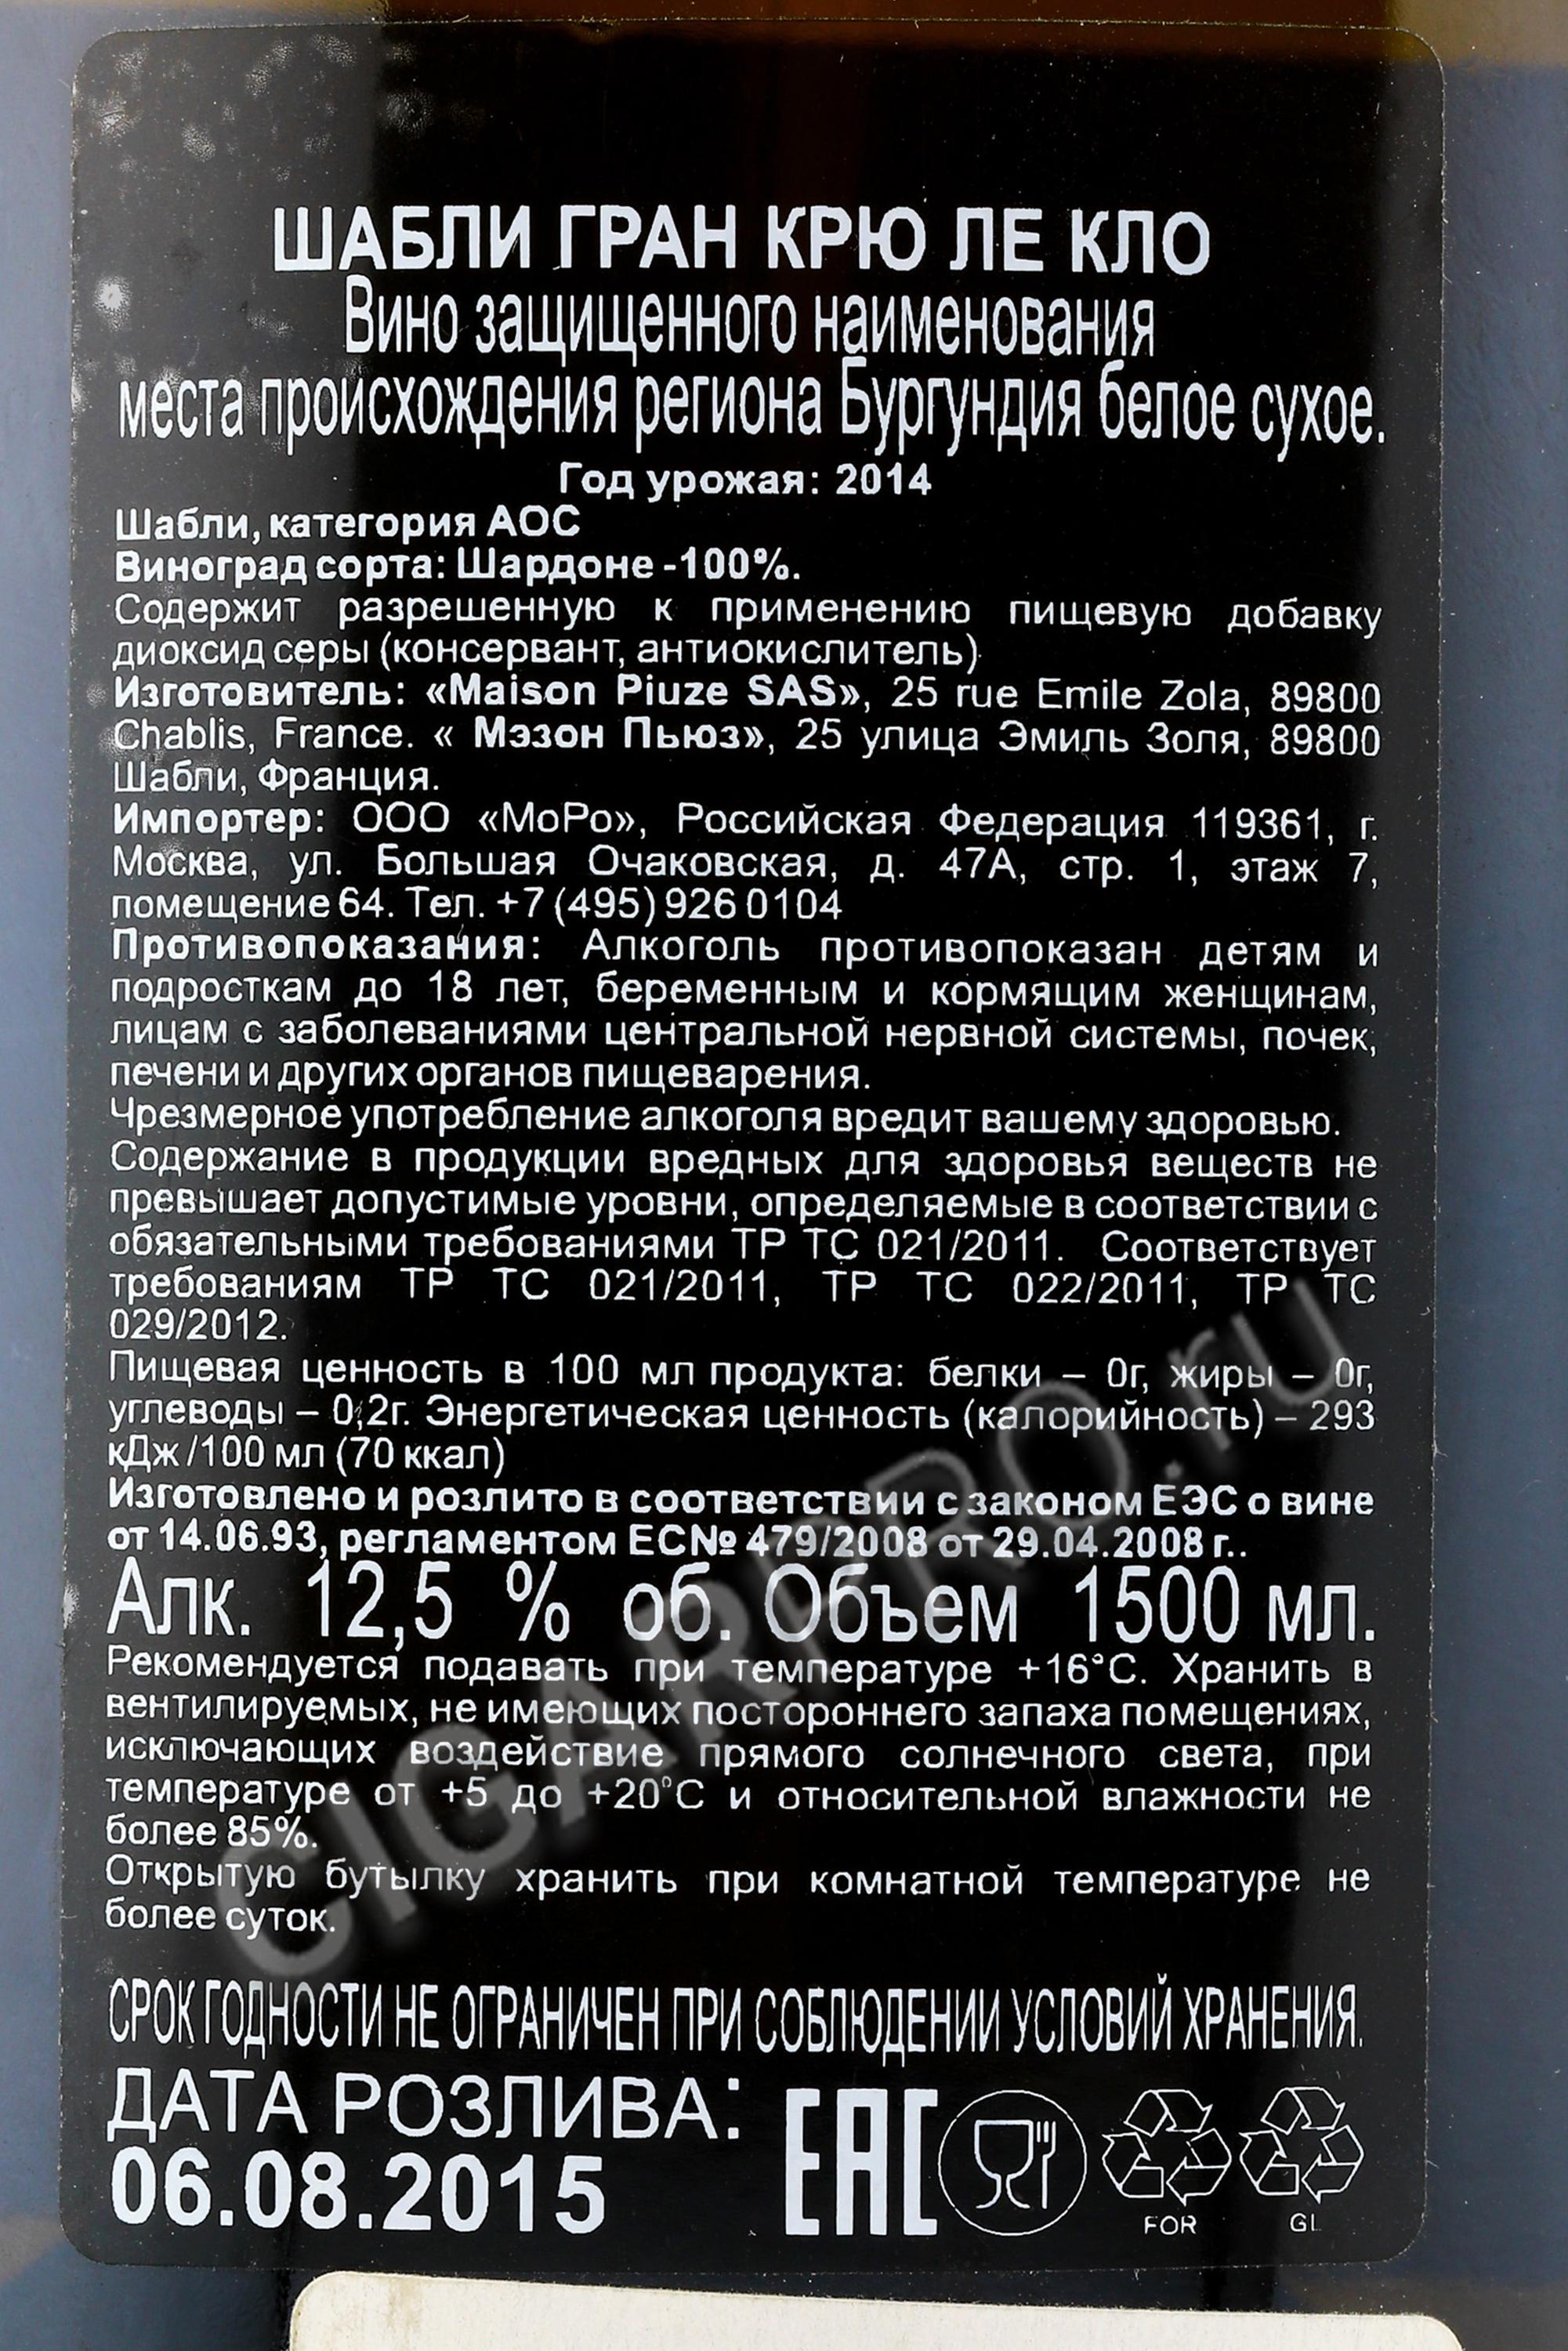 ШАБЛИ ГРАН КРЮ ЛЕ КЛО
Вино защищенного наименования
места происхождения региона Бургундия белое сухое.
Год урожая: 2014
Шабли, категория АОС
Виноград сорта: Шардоне -100%.
Содержит разрешенную к применению пищевую добавку
диоксид серы (консервант, антиокислитель)
Изготовитель: «Maison Piuze SAS», 25 rue Emile Zola, 89800
Chablis, France. « Мэзон Пьюз», 25 улица Эмиль Золя, 89800
Шабли, Франция.
Импортер: ООО «МоРо», Российская Федерация 119361, г.
Москва, ул. Большая Очаковская, д. 47А, стр. 1, этаж 7,
помещение 64. Тел. +7 (495) 926 0104
Противопоказания: Алкоголь противопоказан детям и
подросткам до 18 лет, беременным и кормящим женщинам,
лицам с заболеваниями центральной нервной системы, почек,
печени и других органов пищеварения.
Чрезмерное употребление алкоголя вредит вашему здоровью.
Содержание в продукции вредных для здоровья веществ не
превышает допустимые уровни, определяемые в соответствии с
обязательными требованиями ТР ТС 021/2011. Соответствует
требованиям ТР ТС 021/2011, ТР ТС 022/2011, ТР ТС
029/2012.
Пищевая ценность в 100 мл продукта: белки – 0г, жиры – 0г,
углеводы – 0,2г. Энергетическая ценность (калорийность) – 293
кДж /100 мл (70 ккал)
Изготовлено и розлито в соответствии с законом ЕЭС о вине
от 14.06.93, регламентом ЕС№ 479/2008 от 29.04.2008 г..
Алк. 12,5 % об. Объем 1500 мл.
Рекомендуется подавать при температуре +16°С. Хранить в
вентилируемых, не имеющих постороннего запаха помещениях,
исключающих воздействие прямого солнечного света, при
температуре от +5 до +20°С и относительной влажности не
более 85%.
Открытую бутылку хранить при комнатной температуре не
более суток.
СРОК ГОДНОСТИ НЕ ОГРАНИЧЕН ПРИ СОБЛЮДЕНИИ УСЛОВИЙ ХРАНЕНИЯ.
ДАТА РОЗЛИВА:
06.08.2015
ЕАС
FOR
GL
CIGARPRO.ru